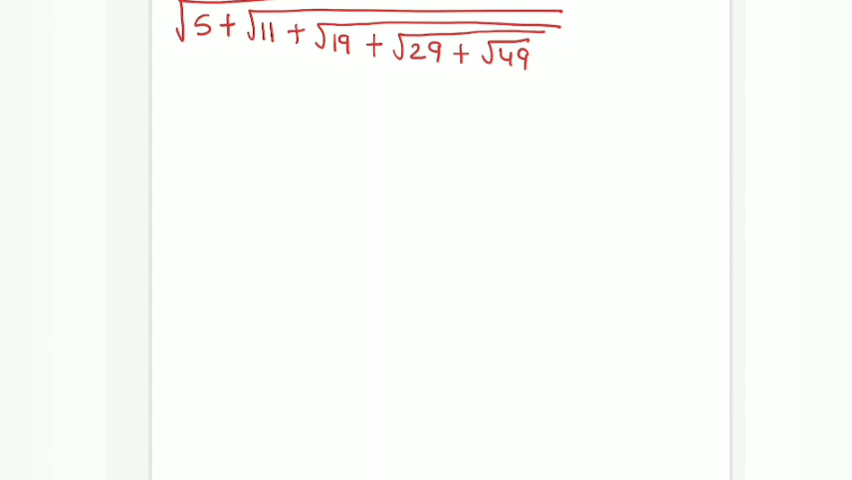 √5 + √11 + √19 + √29 + √49